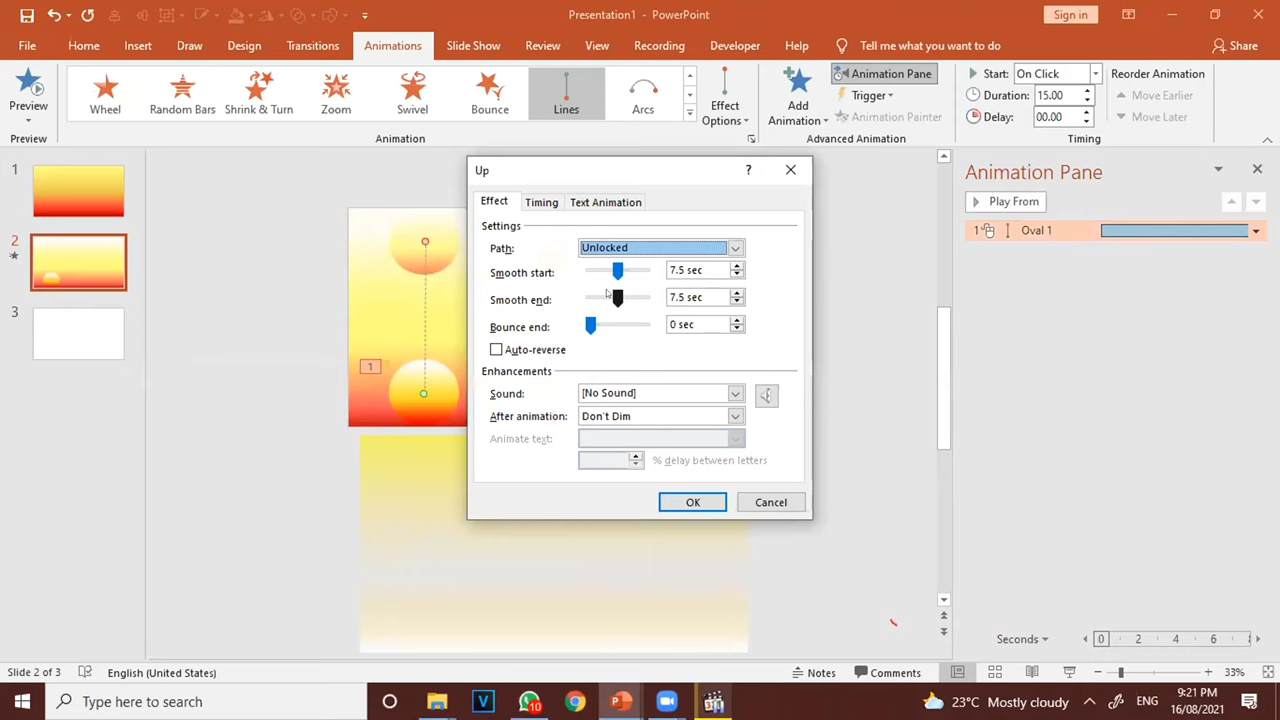 Presentation1 - PowerPoint
Sign in
File Home Insert Draw Design Transitions Animations Slide Show Review View Recording Developer Help Tell me what you want to do Share
Preview
Preview
Wheel Random Bars Shrink & Turn Zoom Swivel Bounce Lines Arcs
Animation
Effect Options
Add Animation
Animation Pane
Trigger
Animation Painter
Advanced Animation
Start: On Click
Duration: 15.00
Delay: 00.00
Timing
Reorder Animation
Move Earlier
Move Later
1
2
3
1
Up
?
Effect Timing Text Animation
Settings
Path: Unlocked
Smooth start: 7.5 sec
Smooth end: 7.5 sec
Bounce end: 0 sec
Auto-reverse
Enhancements
Sound: [No Sound]
After animation: Don't Dim
Animate text:
% delay between letters
OK Cancel
Animation Pane
Play From
1 Oval 1
Seconds 0 2 4 6
Slide 2 of 3 English (United States) Notes Comments 33%
Type here to search
V
10
23°C Mostly cloudy
ENG
9:21 PM
16/08/2021